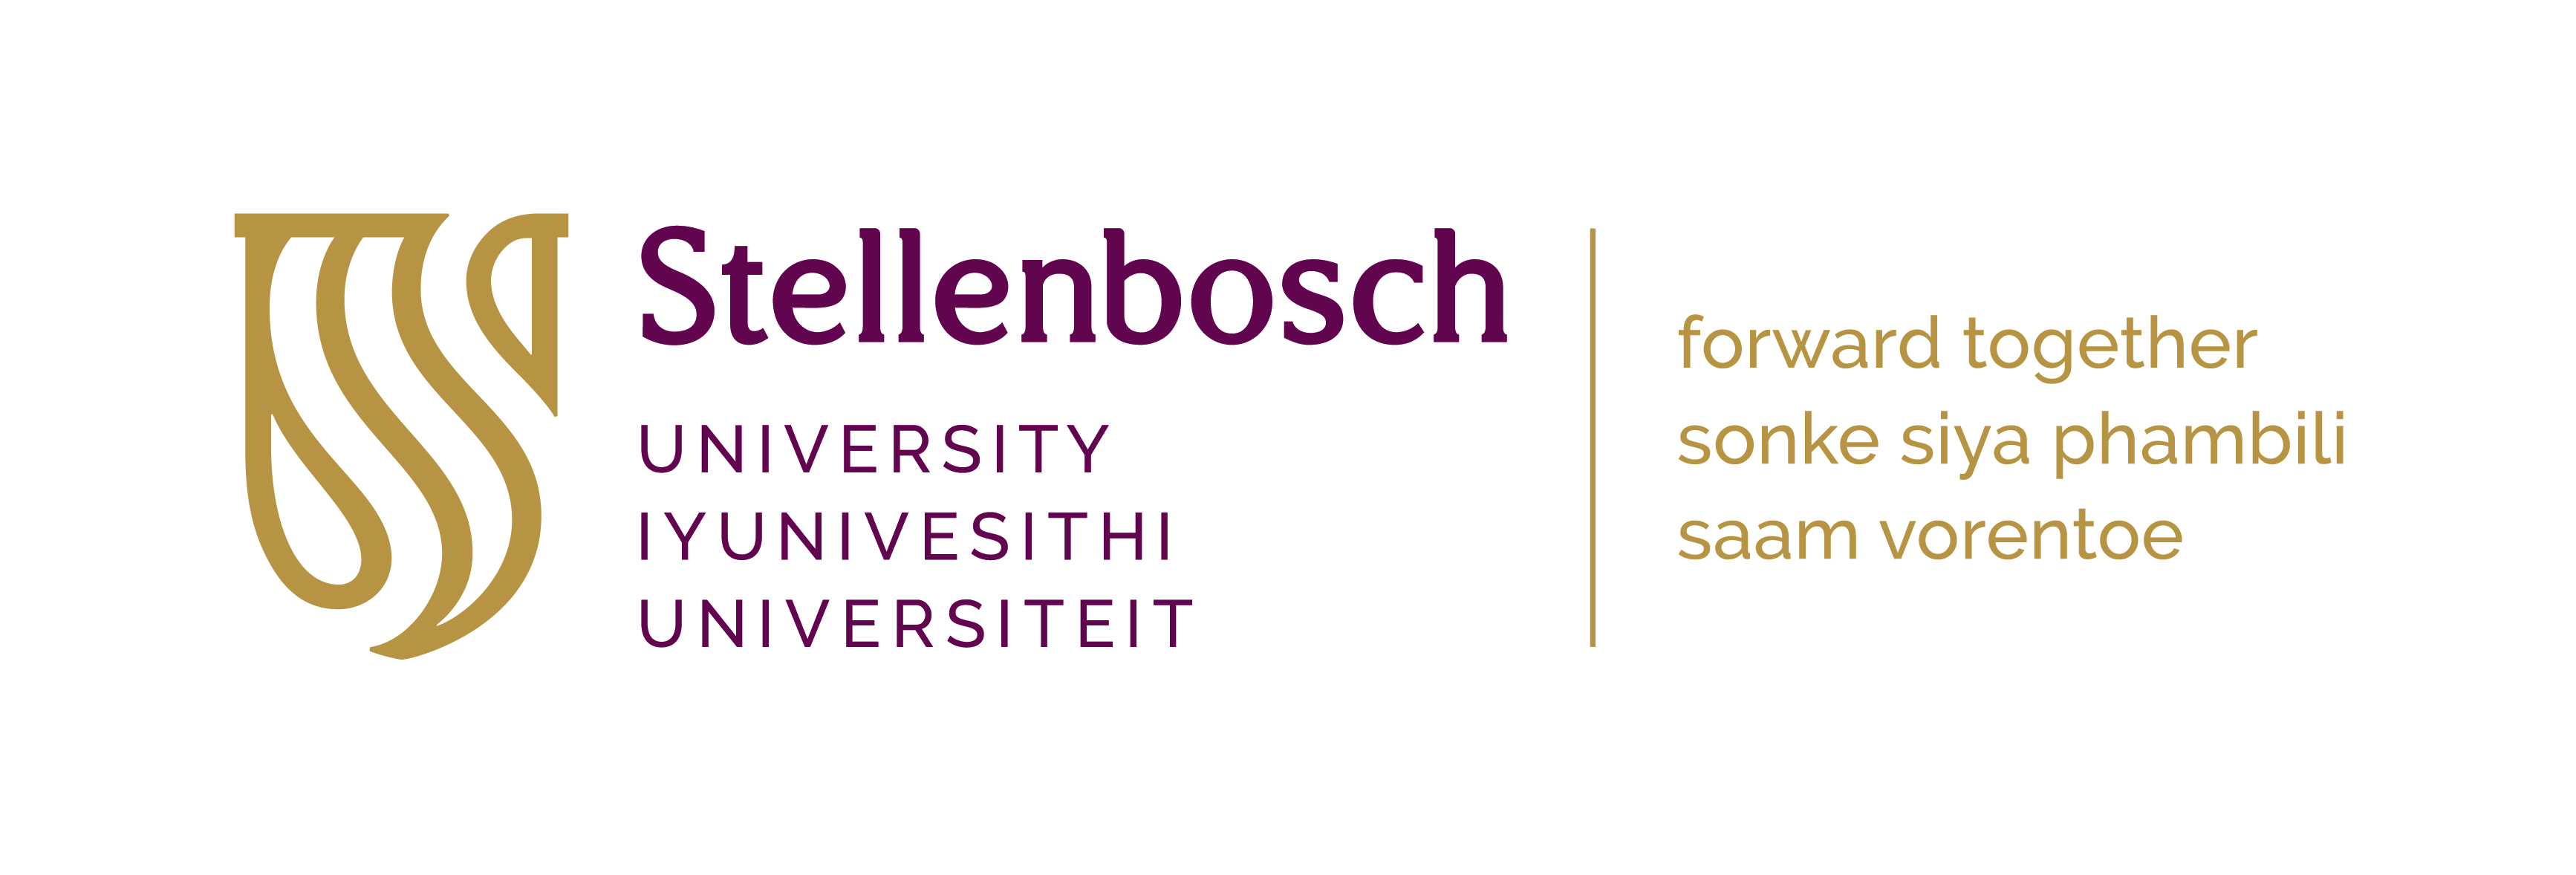 Stellenbosch
UNIVERSITY
IYUNIVESITHI
UNIVERSITEIT
forward together
sonke siya phambili
saam vorentoe